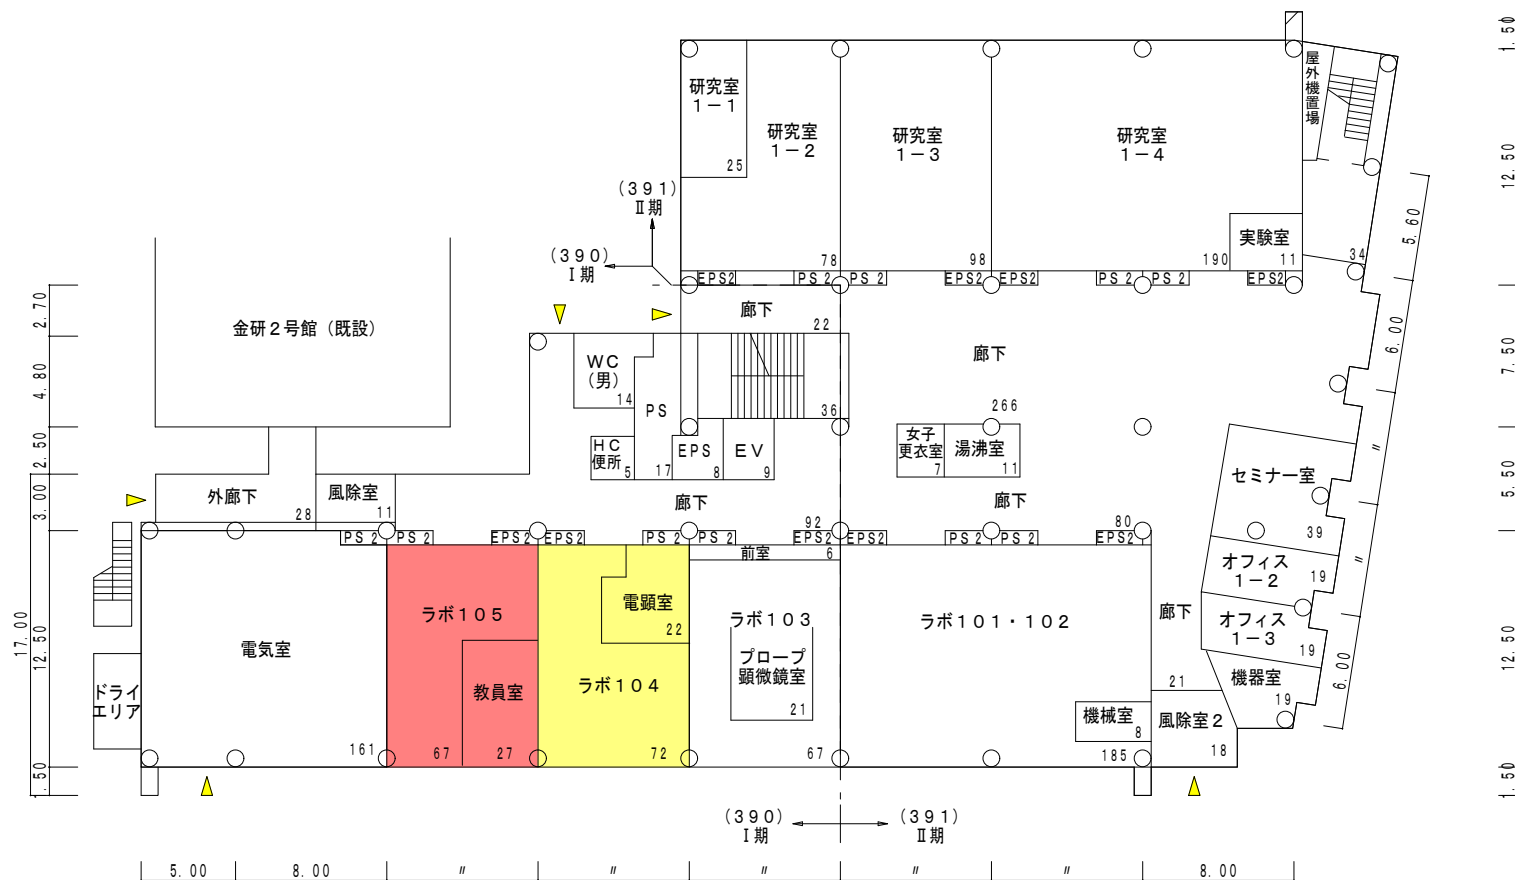 1.50
屋外機置場
研究室
1－1
研究室
1－2
研究室
1－3
研究室
1－4
12.50
25
(391)
Ⅱ期
5.60
実験室
(390)
Ⅰ期
78
98
190
11
34
EPS2
PS 2
PS 2
EPS2
EPS2
PS 2
PS 2
EPS2
2.70
廊下
22
金研２号館（既設）
6.00
廊下
7.50
WC
(男)
14
4.80
PS
36
266
女子
更衣室
7
湯沸室
11
HC
便所
5
17
EPS
8
EV
9
2.50
〃
セミナー室
39
5.50
3.00
外廊下
28
風除室
11
廊下
92
廊下
80
PS 2
PS 2
EPS2
EPS2
PS 2
PS 2
EPS2
EPS2
PS 2
PS 2
EPS2
前室
6
〃
オフィス
1－2
19
電気室
161
ラボ１０５
67
教員室
27
電顕室
22
ラボ１０４
72
ラボ１０３
プローブ
顕微鏡室
21
67
ラボ１０１・１０２
185
機械室
8
廊下
21
オフィス
1－3
19
機器室
19
風除室２
18
6.00
17.00
12.50
12.50
ドライ
エリア
.50
1.50
(390)
Ⅰ期
(391)
Ⅱ期
5.00
8.00
〃
〃
〃
〃
〃
8.00